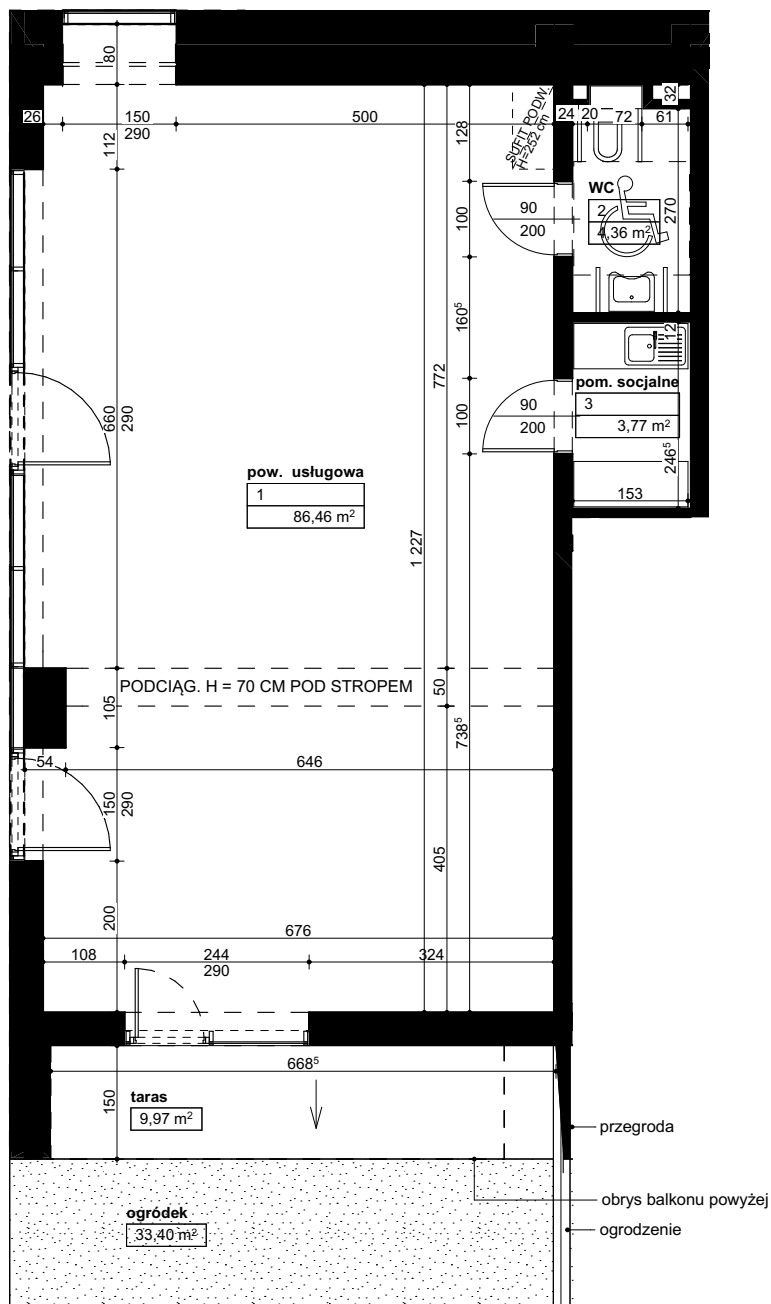 80
32
26
150
290
500
24
20
72
61
112
128
SUFIT PODW.
H=252 cm
WC
2
4,36 m²
270
90
200
100
160⁵
772
12
pom. socjalne
3
3,77 m²
90
200
100
246⁵
153
660
290
pow. usługowa
1
86,46 m²
1 227
PODCIĄG. H = 70 CM POD STROPEM
50
105
738⁵
54
646
150
290
405
200
676
108
244
290
324
668⁵
150
taras
9,97 m²
przegroda
obrys balkonu powyżej
ogródek
33,40 m²
ogrodzenie